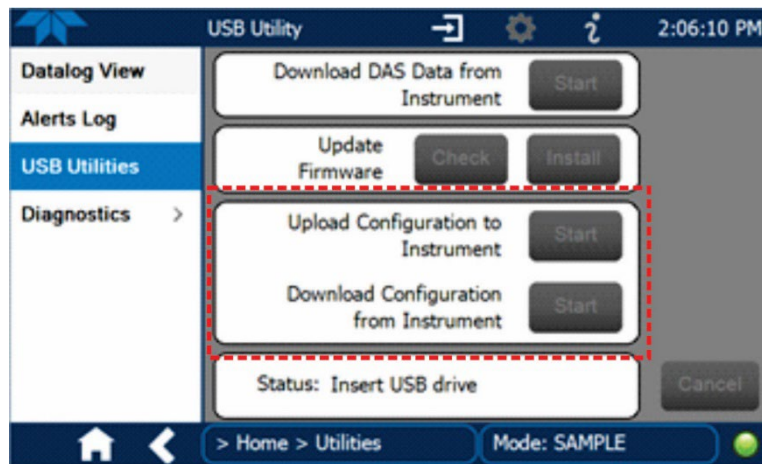 USB Utility
2:06:10 PM
Datalog View
Alerts Log
USB Utilities
Diagnostics >
Download DAS Data from
Instrument
Start
Update
Firmware
Check
Install
Upload Configuration to
Instrument
Start
Download Configuration
from Instrument
Start
Status: Insert USB drive
Cancel
> Home > Utilities
Mode: SAMPLE